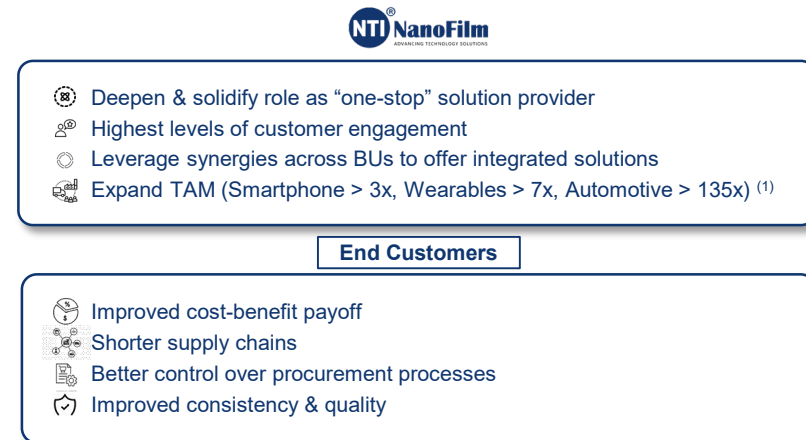 NTI® NanoFilm
ADVANCING TECHNOLOGY SOLUTIONS
Deepen & solidify role as “one-stop” solution provider
Highest levels of customer engagement
Leverage synergies across BUs to offer integrated solutions
Expand TAM (Smartphone > 3x, Wearables > 7x, Automotive > 135x) (1)
End Customers
Improved cost-benefit payoff
Shorter supply chains
Better control over procurement processes
Improved consistency & quality